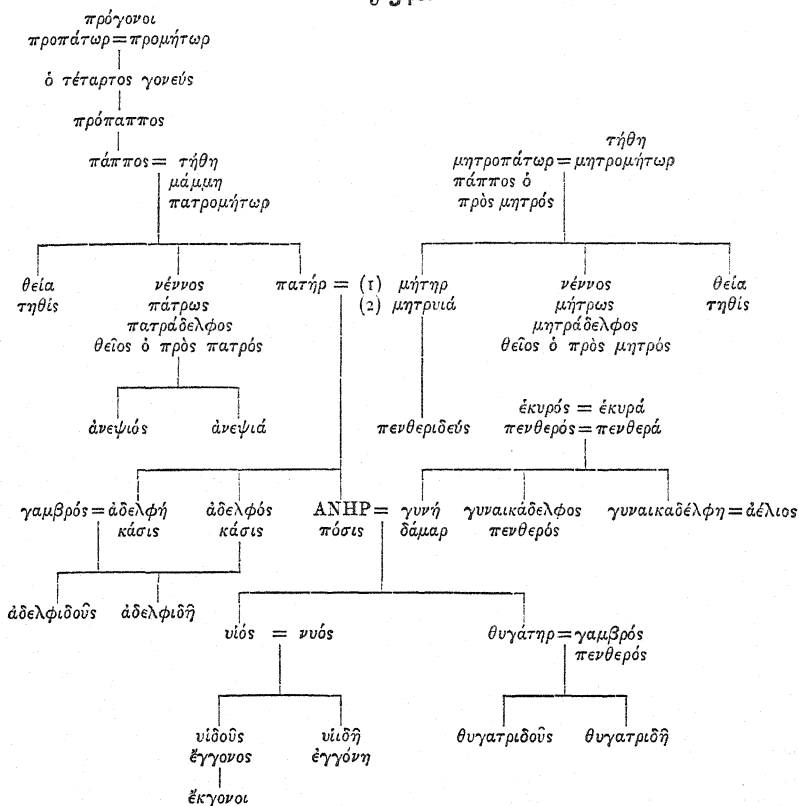 πρόγονοι
προπάτωρ = προμήτωρ
ὁ τέταρτος γονεύς
πρόπαππος
τήθη
πάππος = τήθη μητροπάτωρ = μητρομήτωρ
μάμμη πάππος ὁ
πατρομήτωρ πρὸς μητρός
θεία νέννος πατήρ = (1) μήτηρ νέννος θεία
τηθίς πάτρως (2) μητρυιά μήτρως τηθίς
πατράδελφος μητράδελφος
θεῖος ὁ πρὸς πατρός θεῖος ὁ πρὸς μητρός
ἑκυρός = ἑκυρά
ἀνεψιός ἀνεψιά πενθεριδεύς πενθερός = πενθερά
γαμβρός = ἀδελφή ἀδελφός ΑΝΗΡ = γυνή γυναικάδελφος γυναικαδέλφη = ἀέλιος
κάσις κάσις πόσις δάμαρ πενθερός
ἀδελφιδοῦς ἀδελφιδῆ
υἱός = νυός θυγάτηρ = γαμβρός
πενθερός
υἱδοῦς υἱιδῆ θυγατριδοῦς θυγατριδῆ
ἔγγονος ἐγγόνη
ἔκγονοι